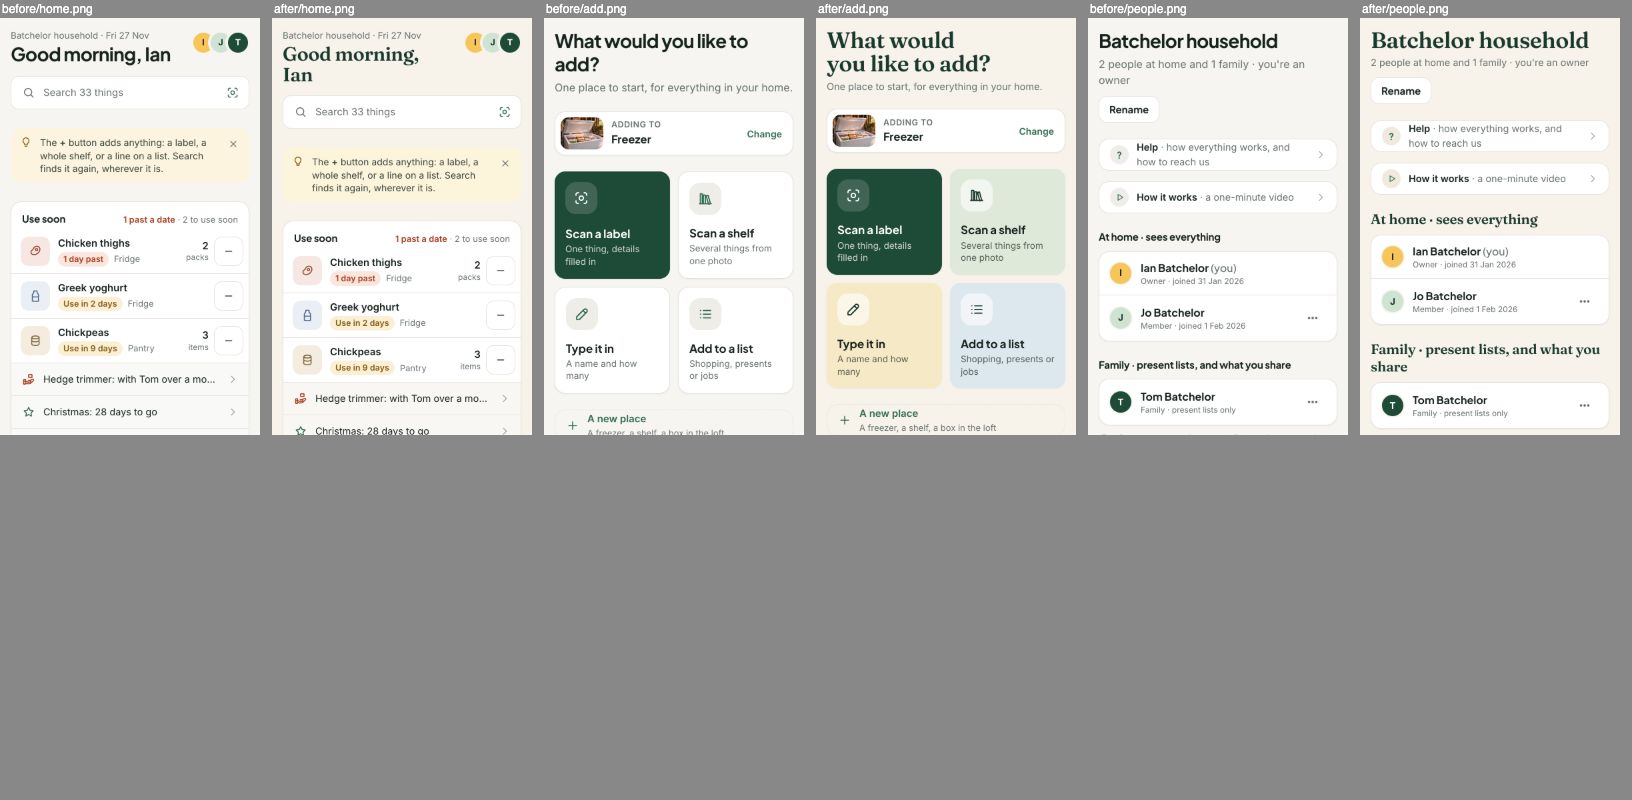 before/home.png
Batchelor household · Fri 27 Nov
Good morning, Ian
I J T
Search 33 things
The + button adds anything: a label, a
whole shelf, or a line on a list. Search
finds it again, wherever it is.
Use soon 1 past a date · 2 to use soon
Chicken thighs 2
1 day past Fridge packs
Greek yoghurt
Use in 2 days Fridge
Chickpeas 3
Use in 9 days Pantry items
Hedge trimmer: with Tom over a mo...
Christmas: 28 days to go
after/home.png
Batchelor household · Fri 27 Nov
Good morning,
Ian
I J T
Search 33 things
The + button adds anything: a label, a
whole shelf, or a line on a list. Search
finds it again, wherever it is.
Use soon 1 past a date · 2 to use soon
Chicken thighs 2
1 day past Fridge packs
Greek yoghurt
Use in 2 days Fridge
Chickpeas 3
Use in 9 days Pantry items
Hedge trimmer: with Tom over a mo...
Christmas: 28 days to go
before/add.png
What would you like to
add?
One place to start, for everything in your home.
ADDING TO
Freezer Change
Scan a label
One thing, details
filled in
Scan a shelf
Several things from
one photo
Type it in
A name and how
many
Add to a list
Shopping, presents
or jobs
A new place
A freezer, a shelf, a box in the loft
after/add.png
What would
you like to add?
One place to start, for everything in your home.
ADDING TO
Freezer Change
Scan a label
One thing, details
filled in
Scan a shelf
Several things from
one photo
Type it in
A name and how
many
Add to a list
Shopping, presents or
jobs
A new place
A freezer, a shelf, a box in the loft
before/people.png
Batchelor household
2 people at home and 1 family · you're an
owner
Rename
? Help · how everything works, and
how to reach us
How it works · a one-minute video
At home · sees everything
I Ian Batchelor (you)
Owner · joined 31 Jan 2026
J Jo Batchelor
Member · joined 1 Feb 2026
Family · present lists, and what you share
T Tom Batchelor
Family · present lists only
after/people.png
Batchelor household
2 people at home and 1 family · you're an owner
Rename
? Help · how everything works, and
how to reach us
How it works · a one-minute video
At home · sees everything
I Ian Batchelor (you)
Owner · joined 31 Jan 2026
J Jo Batchelor
Member · joined 1 Feb 2026
Family · present lists, and what you
share
T Tom Batchelor
Family · present lists only